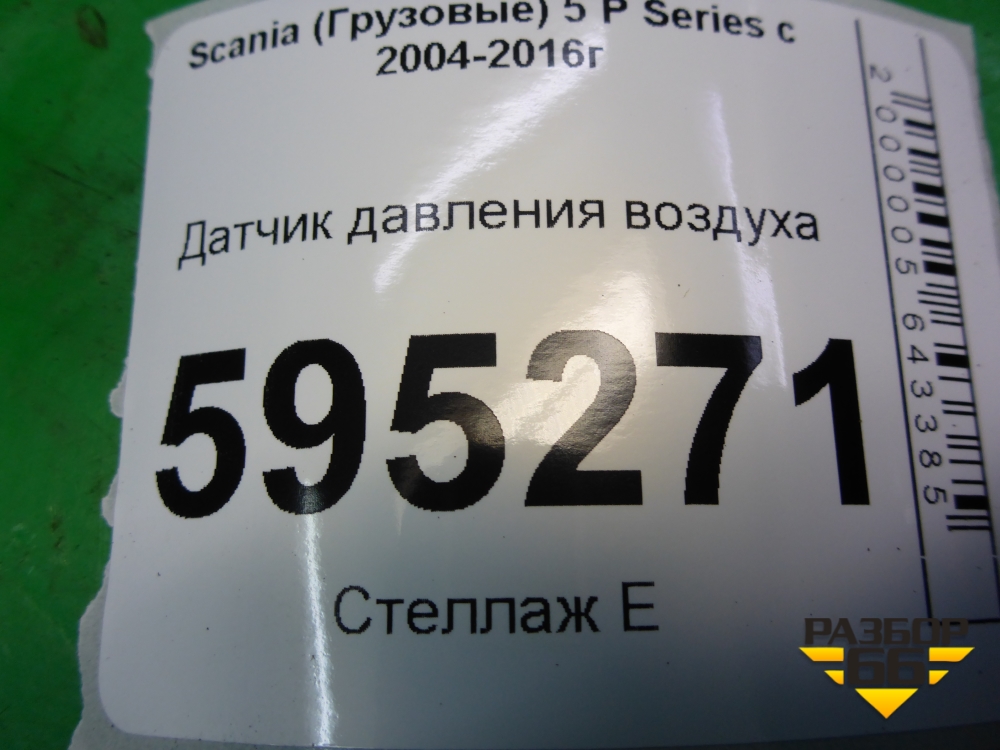 Scania (Грузовые) 5 P Series с
2004-2016г
Датчик давления воздуха
595271
Стеллаж Е
2000005643385
РАЗБОР
66